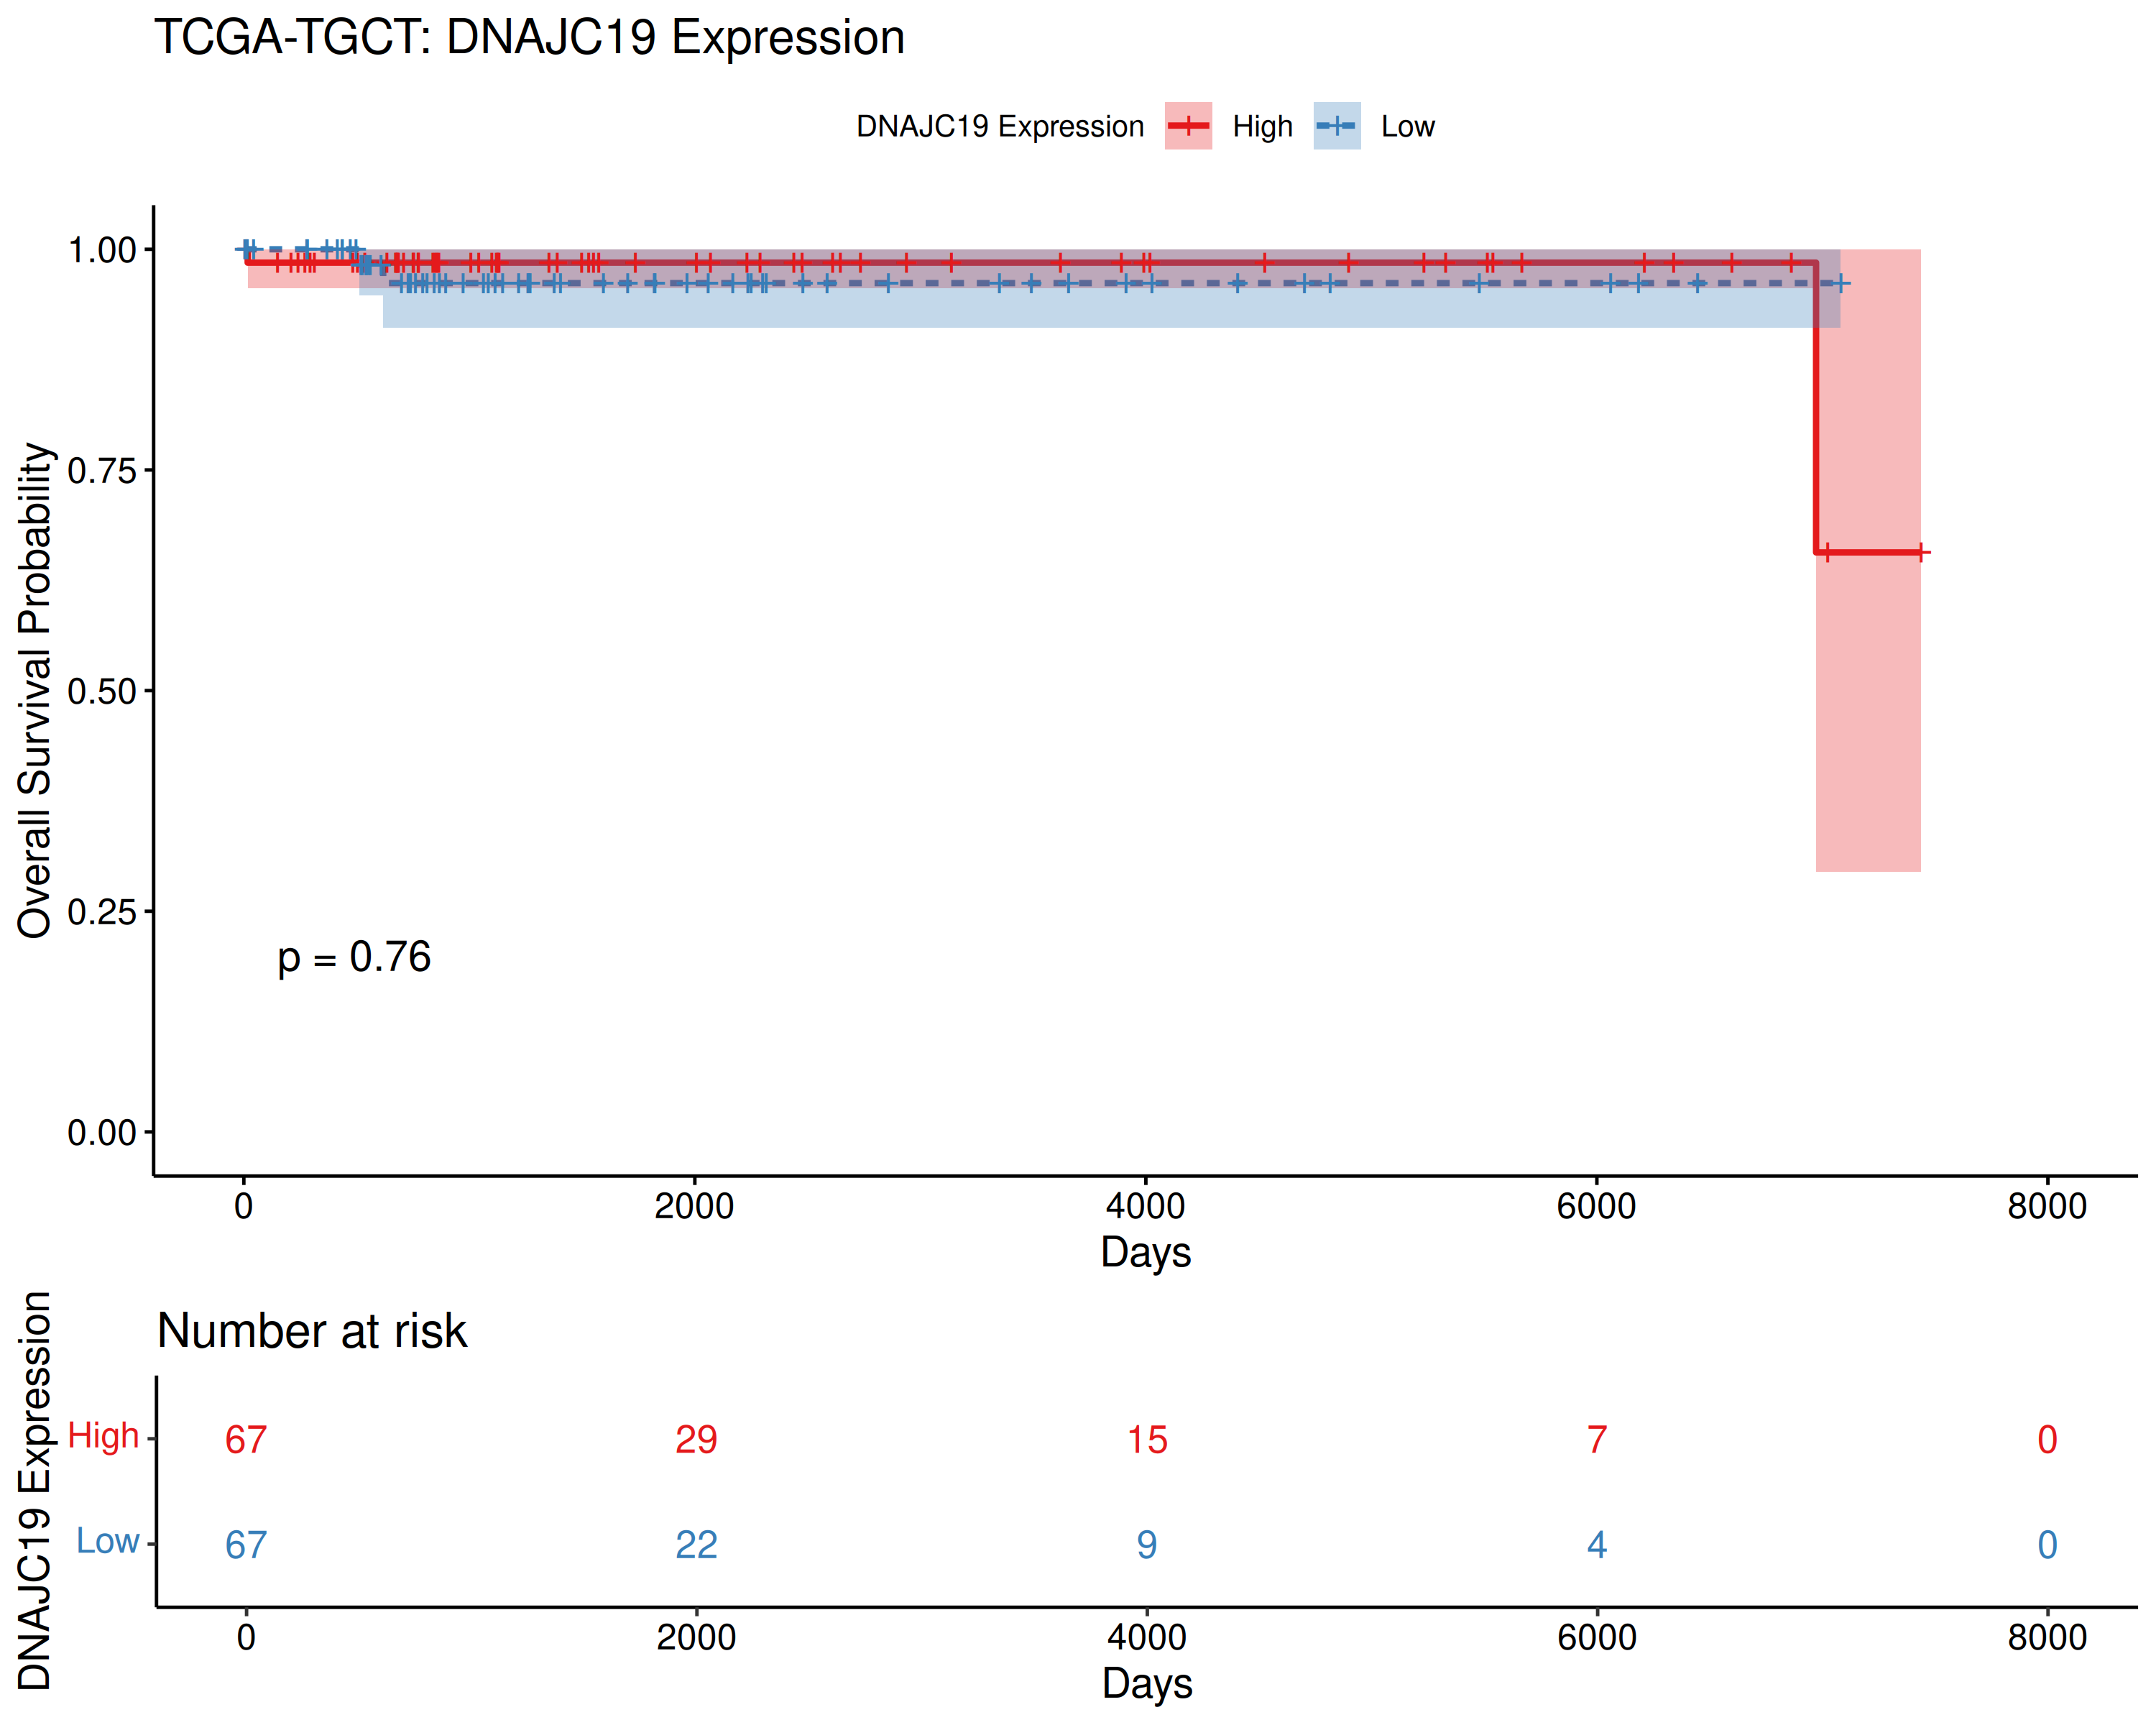 TCGA-TGCT: DNAJC19 Expression
DNAJC19 Expression High Low
Overall Survival Probability
1.00
0.75
0.50
0.25
0.00
p = 0.76
0 2000 4000 6000 8000
Days
Number at risk
DNAJC19 Expression
High 67 29 15 7 0
Low 67 22 9 4 0
0 2000 4000 6000 8000
Days